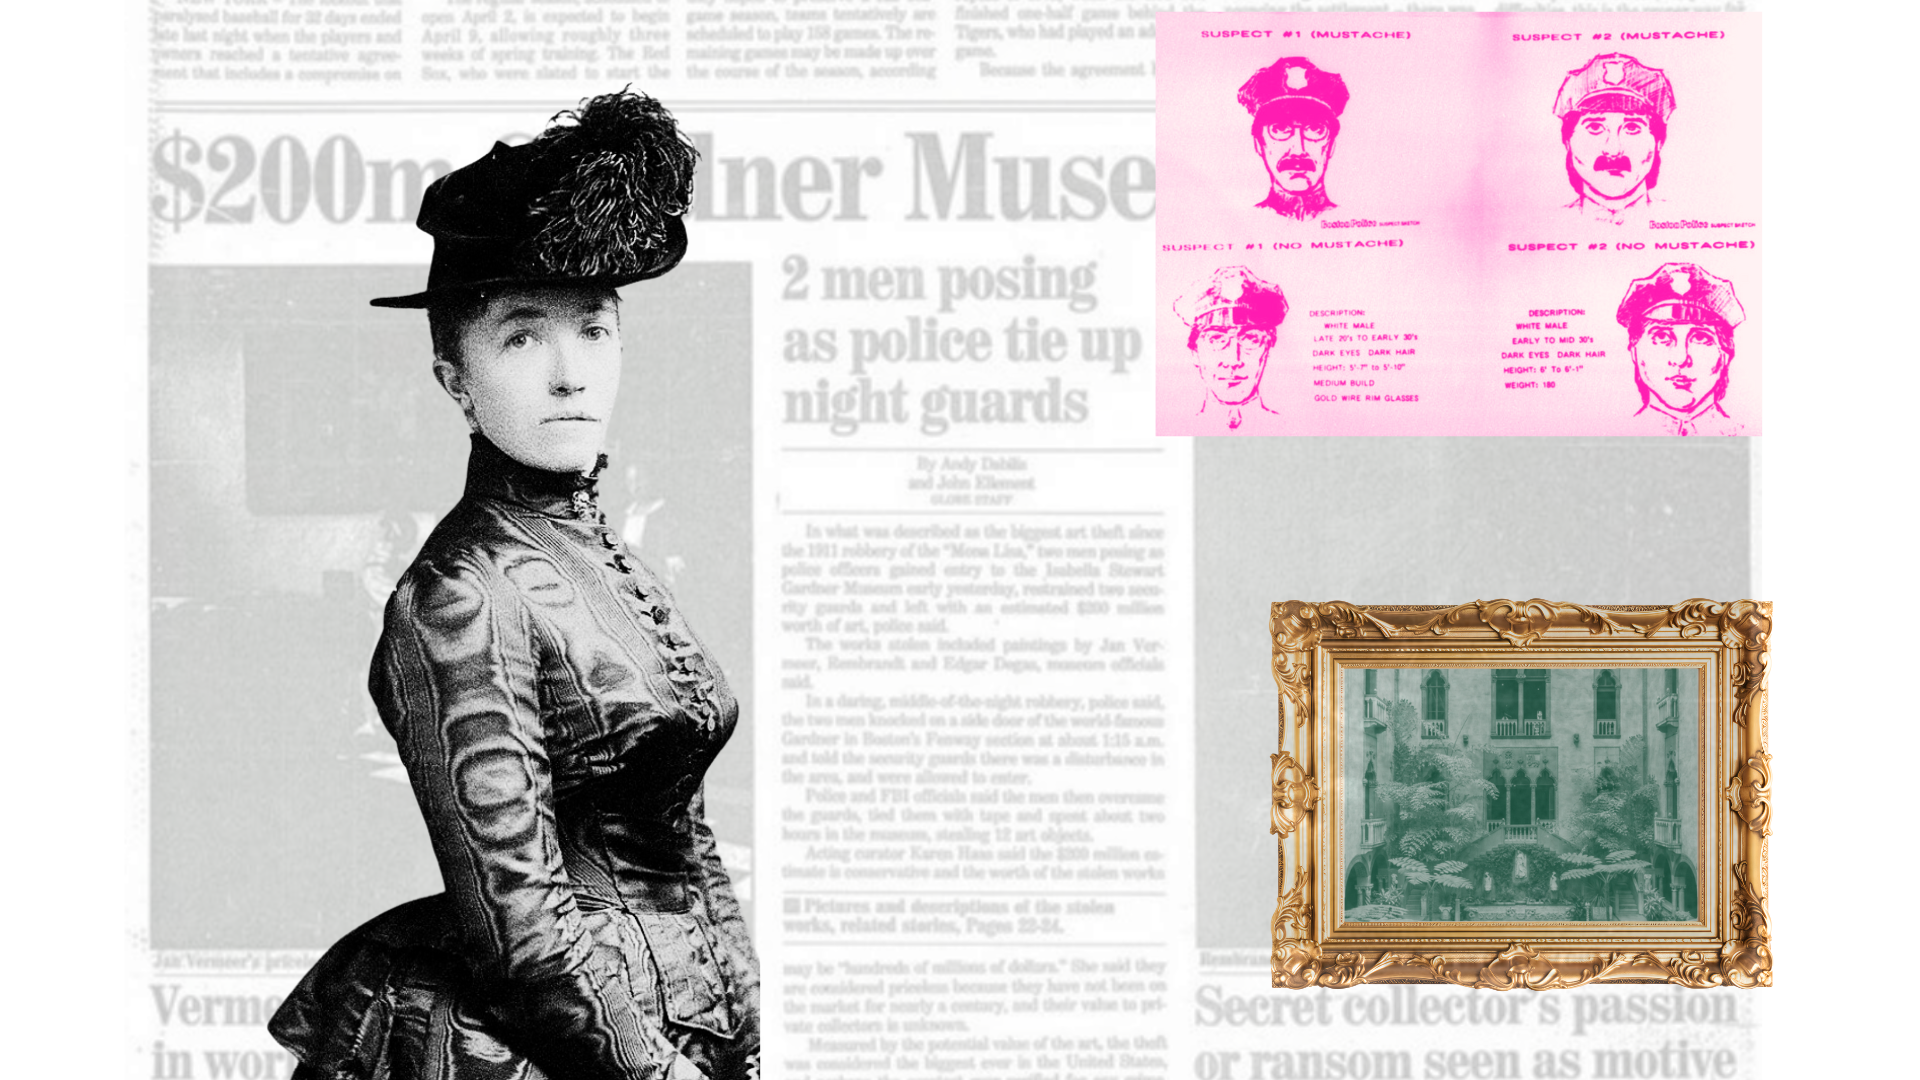 paralyzed baseball for 32 days ended
late last night when the players and
owners reached a tentative agree-
ment that includes a compromise on
open April 2, is expected to begin
April 9, allowing roughly three
weeks of spring training. The Red
Sox, who were slated to start the
game season, teams tentatively are
scheduled to play 158 games. The re-
maining games may be made up over
the course of the season, according
finished one-half game behind the
Tigers, who had played an
game.
Because the agreement
$200m Muse
2 men posing
as police tie up
night guards
By Andy Dabilis
and John Ellement
GLOBE STAFF
In what was described as the biggest art theft since
the 1911 robbery of the "Mona Lisa," two men posing as
police officers gained entry to the Isabella Stewart
Gardner Museum early yesterday, restrained two secu-
rity guards and left with an estimated $200 million
worth of art, police said.
The works stolen included paintings by Jan Ver-
meer, Rembrandt and Edgar Degas, museum officials
said.
In a daring, middle-of-the-night robbery, police said,
the two men knocked on a side door of the world-famous
Gardner in Boston's Fenway section at about 1:15 a.m.
and told the security guards there was a disturbance in
the area, and were allowed to enter.
Police and FBI officials said the men then overcame
the guards, tied them with tape and spent about two
hours in the museum, stealing 12 art objects.
Acting curator Karen Haas said the $200 million es-
timate is conservative and the worth of the stolen works
Pictures and descriptions of the stolen
works, related stories, Pages 22-24.
may be "hundreds of millions of dollars." She said they
are considered priceless because they have not been on
the market for nearly a century, and their value to pri-
vate collectors is unknown.
Measured by the potential value of the art, the theft
was considered the biggest ever in the United States,
Jan Vermeer's
Verme
in wor
SUSPECT #1 (MUSTACHE)
SUSPECT #2 (MUSTACHE)
Boston Police SUSPECT SKETCH
Boston Police SUSPECT SKETCH
SUSPECT #1 (NO MUSTACHE)
SUSPECT #2 (NO MUSTACHE)
DESCRIPTION:
WHITE MALE
LATE 20's TO EARLY 30's
DARK EYES DARK HAIR
HEIGHT: 5'-7" to 5'-10"
MEDIUM BUILD
GOLD WIRE RIM GLASSES
DESCRIPTION:
WHITE MALE
EARLY TO MID 30's
DARK EYES DARK HAIR
HEIGHT: 6' To 6'-1"
WEIGHT: 180
Secret collector's passion
or ransom seen as motive